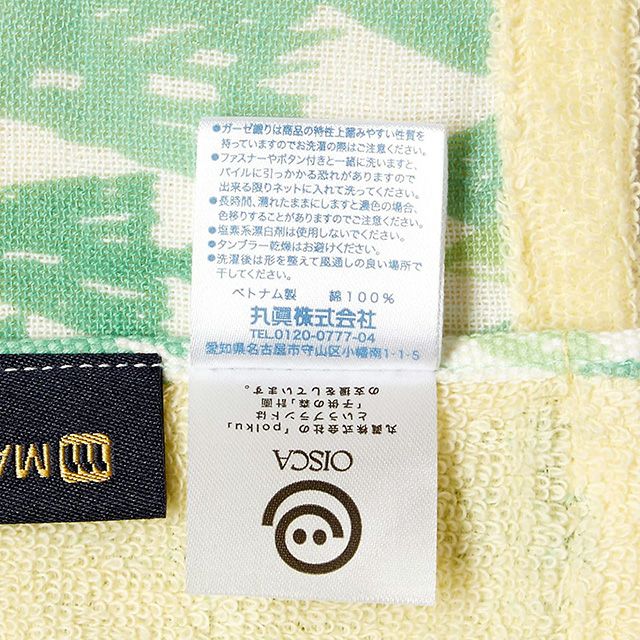 ●ガーゼ織りは商品の特性上縮みやすい性質を
持っていますのでお洗濯の際はご注意ください。
●ファスナーやボタン付きと一緒に洗いますと、
パイルに引っかかる恐れがありますので
出来る限りネットに入れて洗ってください。
●長時間、濡れたままにしますと濃色の場合、
色移りすることがありますのでご注意ください。
●塩素系漂白剤は使用しないでください。
●タンブラー乾燥はお避けください。
●洗濯後は形を整えて風通しの良い場所で
干してください。
ベトナム製 綿100%
丸眞株式会社
TEL.0120-0777-04
愛知県名古屋市守山区小幡南1-1-5
OISCA
丸眞株式会社の「polku」
というブランドは
「子供の森」計画
の支援をしています。
MA